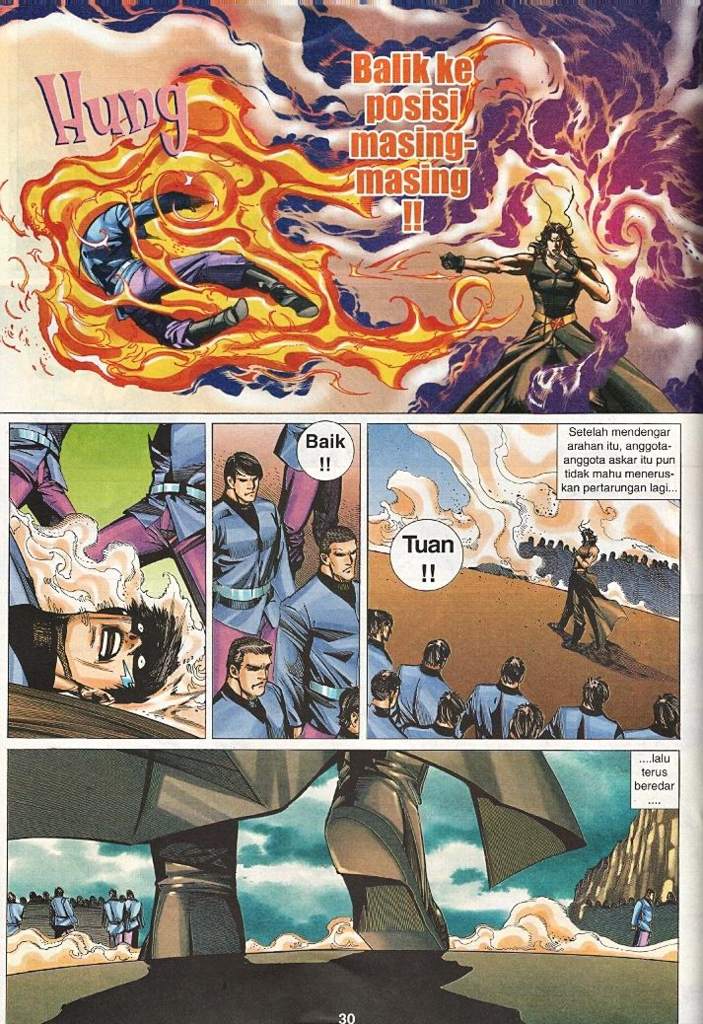 Hung
Balik ke
posisi
masing-
masing
!!
Baik
!!
Setelah mendengar
arahan itu, anggota-
anggota askar itu pun
tidak mahu menerus-
kan pertarungan lagi...
Tuan
!!
....lalu
terus
beredar
....
30